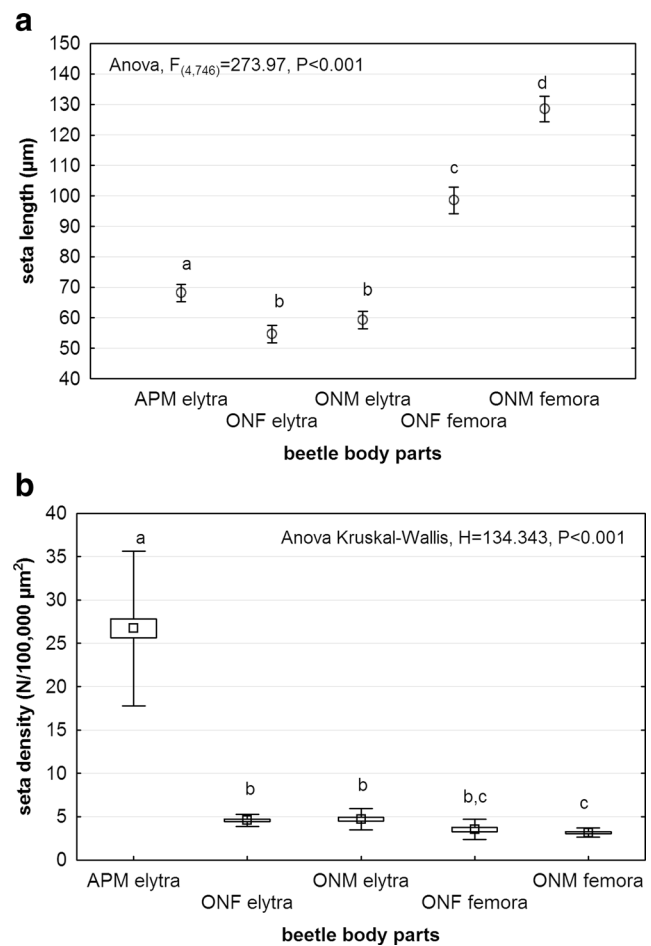 a
Anova, F(4,746)=273.97, P<0.001
seta length (µm)
150
140
130
120
110
100
90
80
70
60
50
40
a
b
b
c
d
APM elytra
ONF elytra
ONM elytra
ONF femora
ONM femora
beetle body parts
b
Anova Kruskal-Wallis, H=134.343, P<0.001
seta density (N/100,000 µm²)
40
35
30
25
20
15
10
5
0
a
b
b
b,c
c
APM elytra
ONF elytra
ONM elytra
ONF femora
ONM femora
beetle body parts